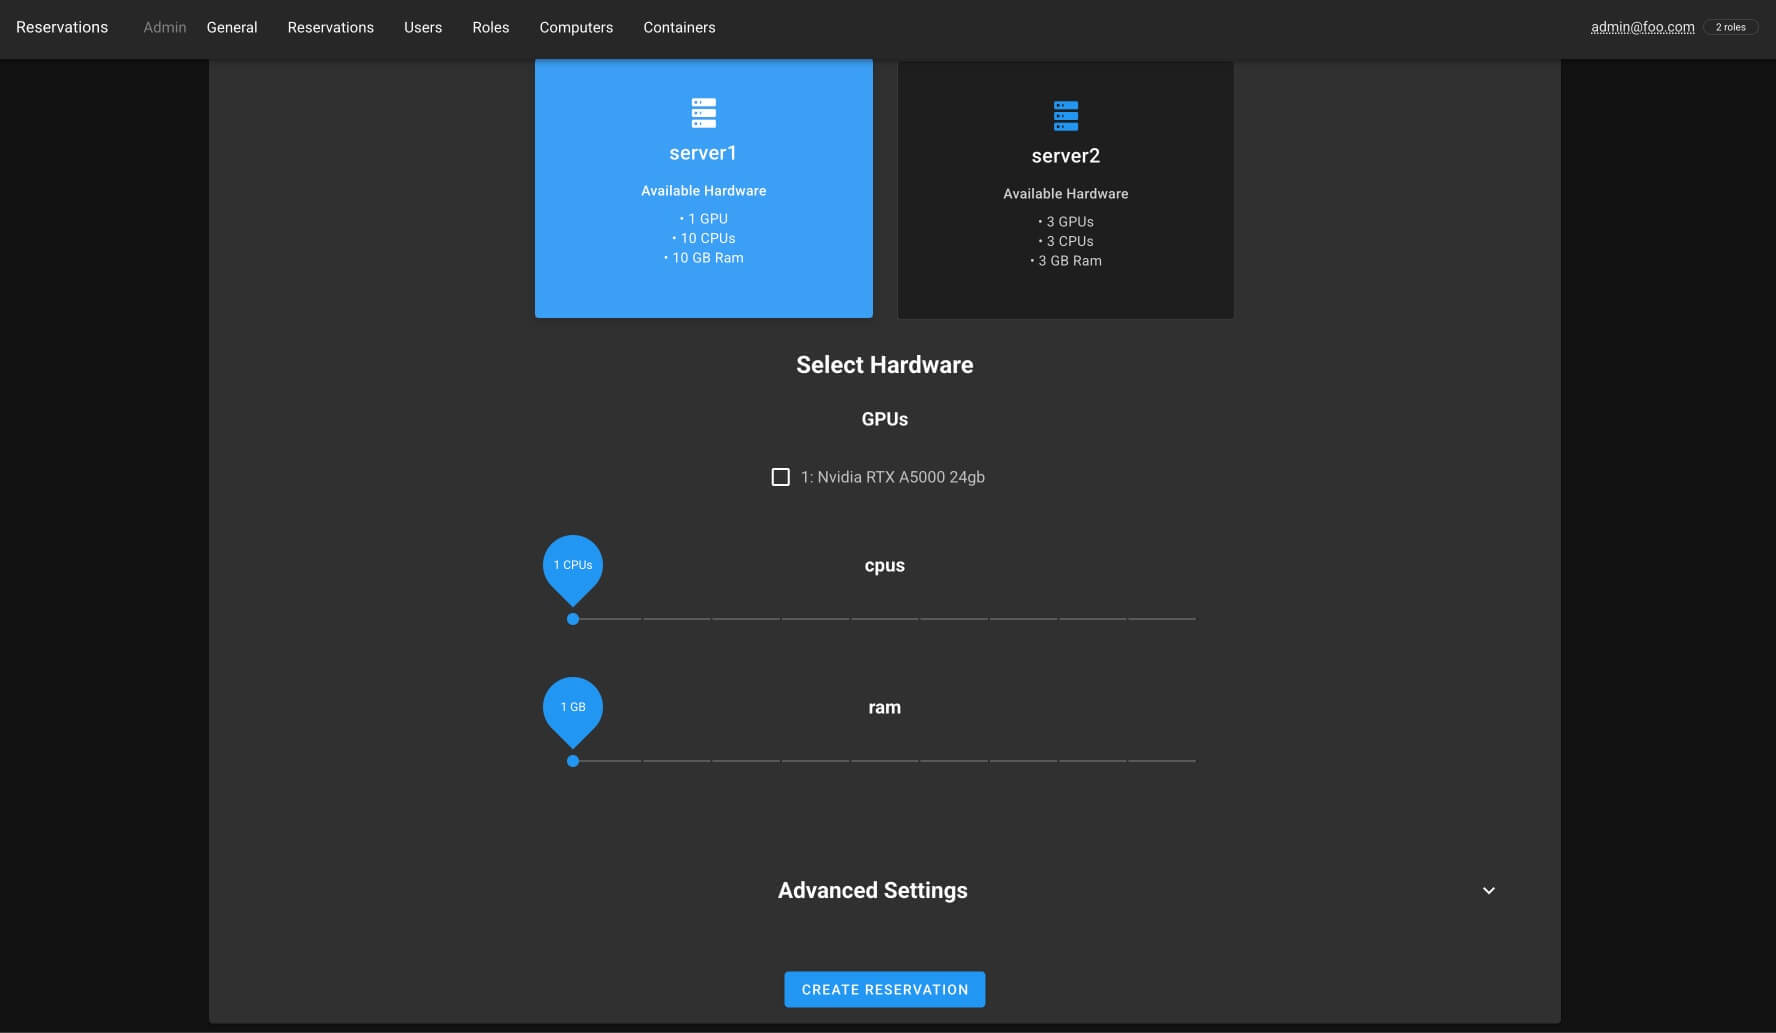 Reservations Admin General Reservations Users Roles Computers Containers admin@foo.com 2 roles
server1
Available Hardware
• 1 GPU
• 10 CPUs
• 10 GB Ram
server2
Available Hardware
• 3 GPUs
• 3 CPUs
• 3 GB Ram
Select Hardware
GPUs
1: Nvidia RTX A5000 24gb
1 CPUs
cpus
1 GB
ram
Advanced Settings
CREATE RESERVATION